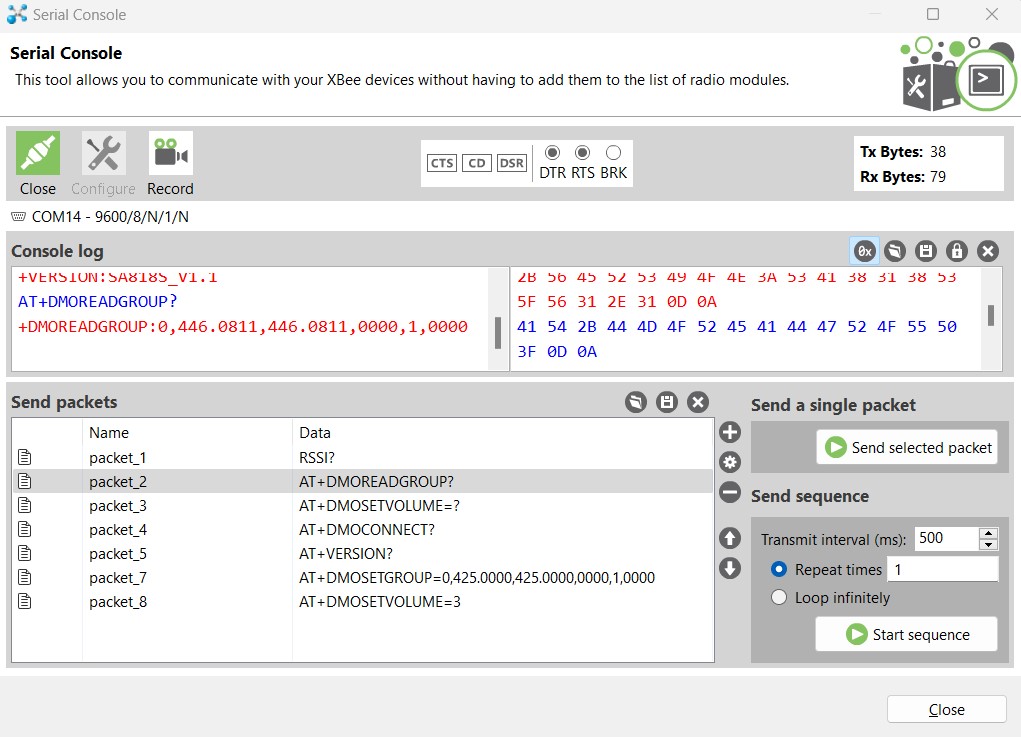 Serial Console
Serial Console
This tool allows you to communicate with your XBee devices without having to add them to the list of radio modules.
Close
Configure
Record
CTS CD DSR
DTR RTS BRK
Tx Bytes: 38
Rx Bytes: 79
COM14 - 9600/8/N/1/N
Console log
0x
+VERSION:SA818S_V1.1
AT+DMOREADGROUP?
+DMOREADGROUP:0,446.0811,446.0811,0000,1,0000
2B 56 45 52 53 49 4F 4E 3A 53 41 38 31 38 53
5F 56 31 2E 31 0D 0A
41 54 2B 44 4D 4F 52 45 41 44 47 52 4F 55 50
3F 0D 0A
Send packets
Name Data
packet_1 RSSI?
packet_2 AT+DMOREADGROUP?
packet_3 AT+DMOSETVOLUME=?
packet_4 AT+DMOCONNECT?
packet_5 AT+VERSION?
packet_7 AT+DMOSETGROUP=0,425.0000,425.0000,0000,1,0000
packet_8 AT+DMOSETVOLUME=3
Send a single packet
Send selected packet
Send sequence
Transmit interval (ms): 500
Repeat times 1
Loop infinitely
Start sequence
Close